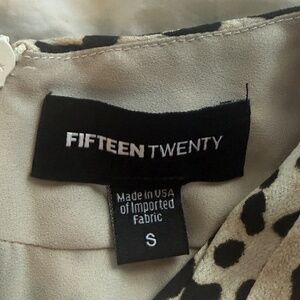 FIFTEEN TWENTY
Made in USA
of Imported
Fabric
S